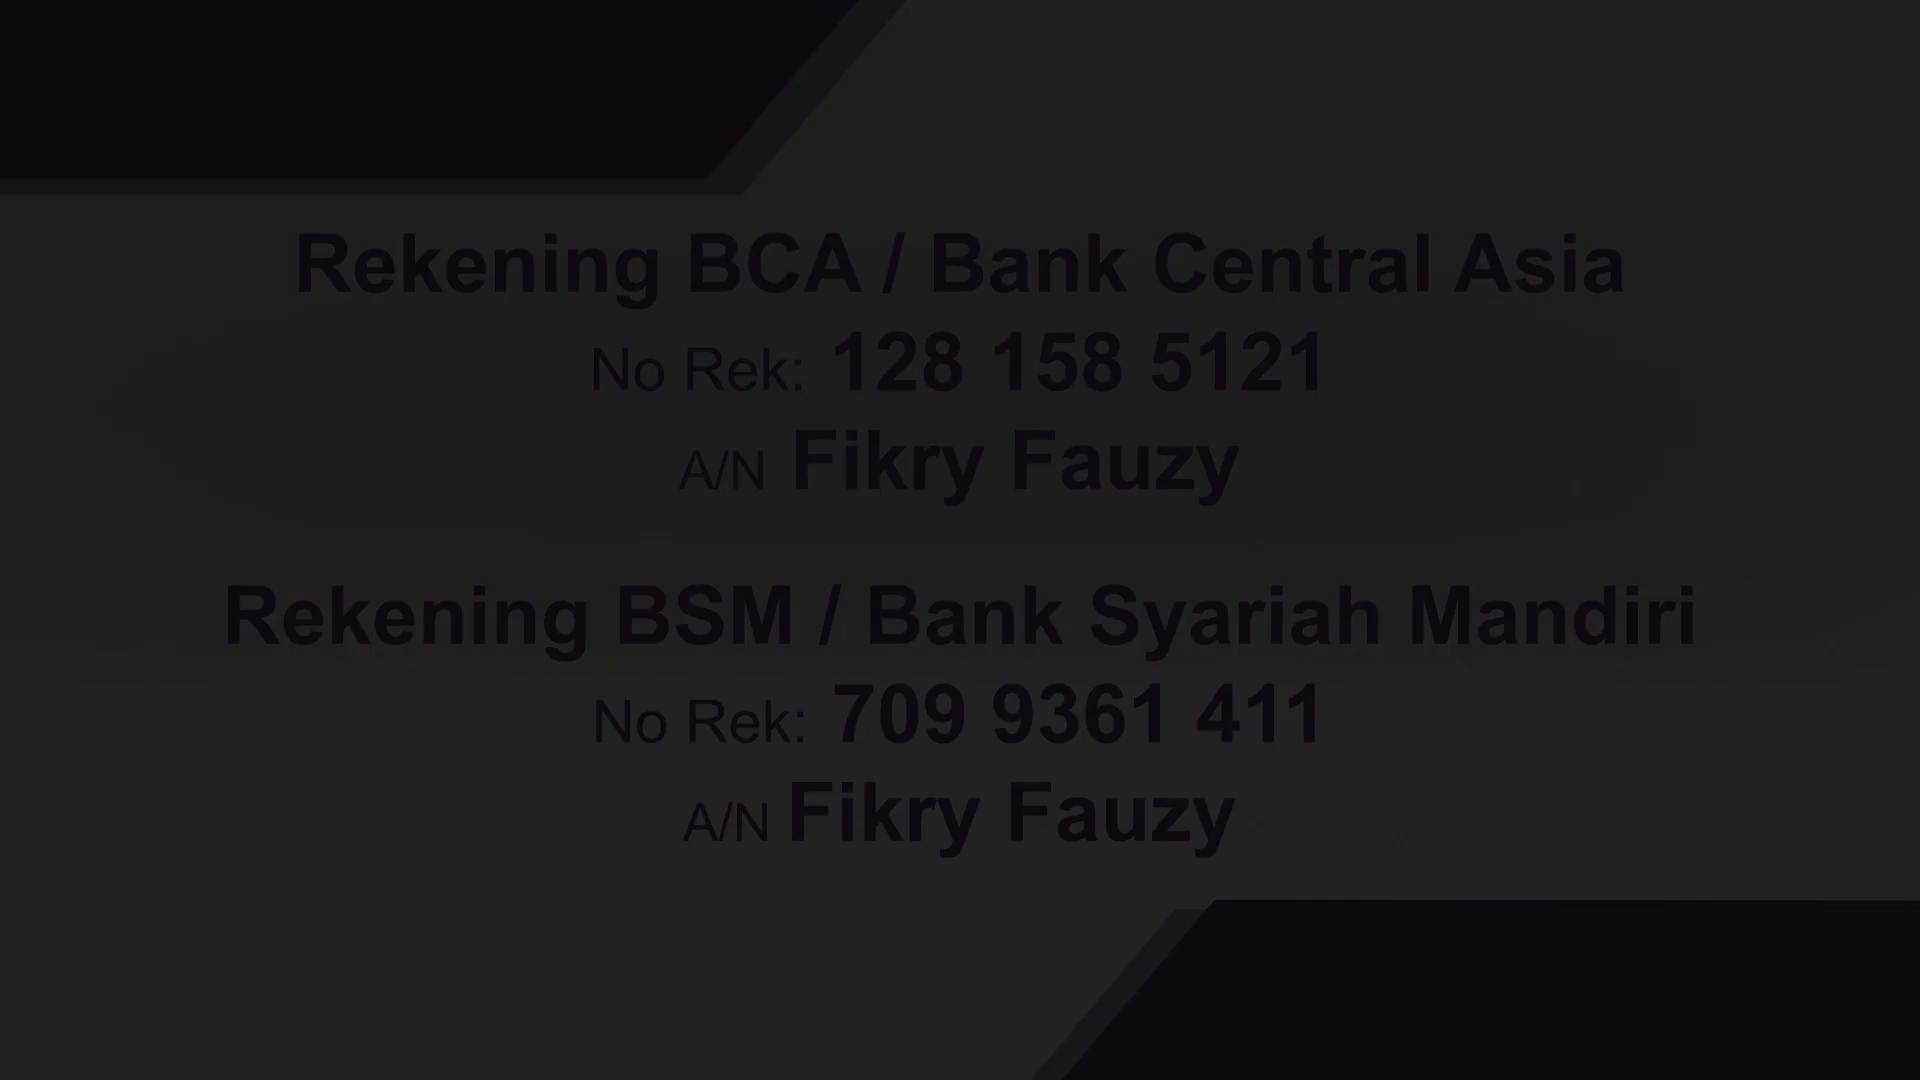 Rekening BCA / Bank Central Asia
No Rek: 128 158 5121
A/N Fikry Fauzy
Rekening BSM / Bank Syariah Mandiri
No Rek: 709 9361 411
A/N Fikry Fauzy